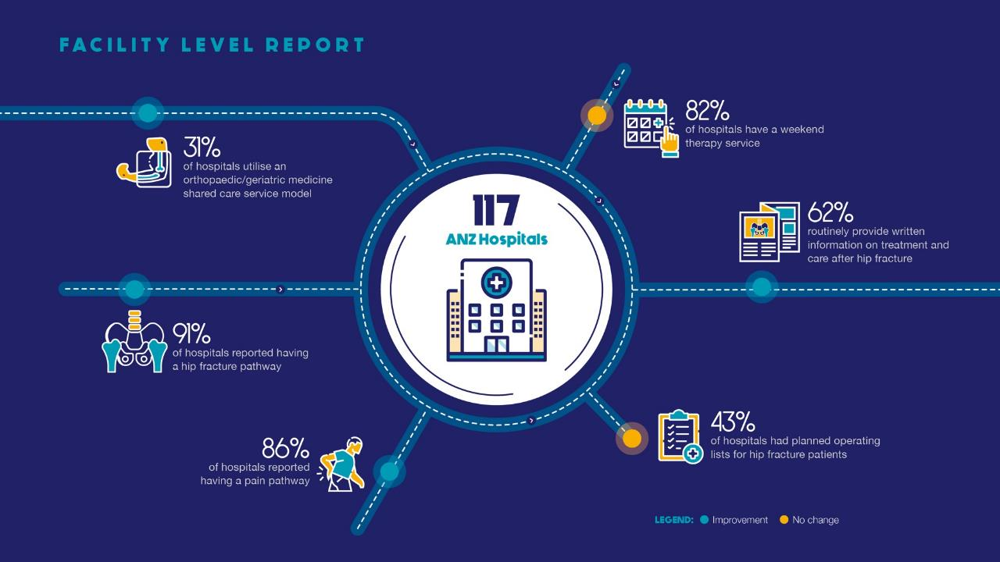 FACILITY LEVEL REPORT
31%
of hospitals utilise an
orthopaedic/geriatric medicine
shared care service model
82%
of hospitals have a weekend
therapy service
117
ANZ Hospitals
62%
routinely provide written
information on treatment and
care after hip fracture
91%
of hospitals reported having
a hip fracture pathway
86%
of hospitals reported
having a pain pathway
43%
of hospitals had planned operating
lists for hip fracture patients
LEGEND: Improvement No change